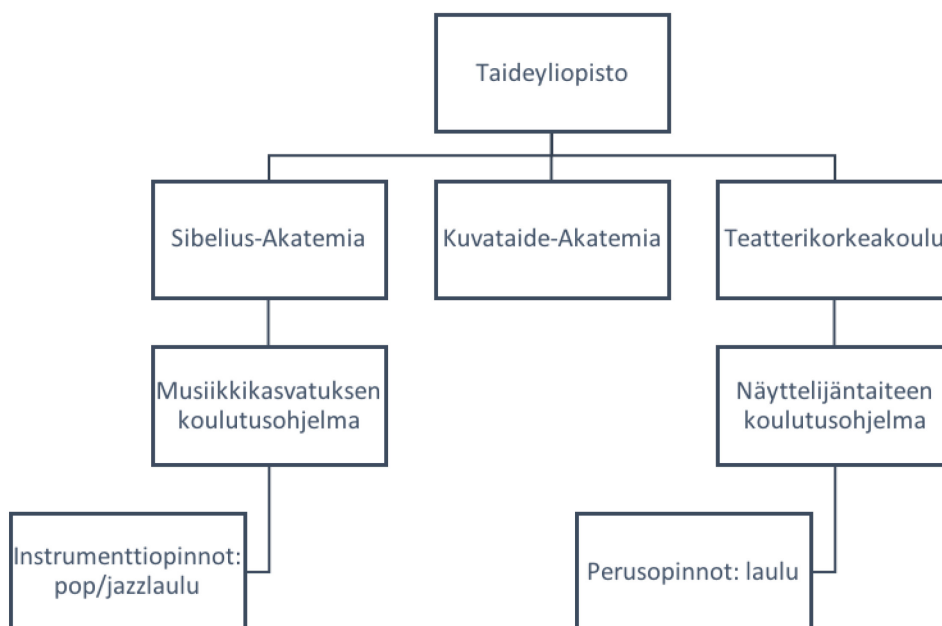 Taideyliopisto
Sibelius-Akatemia
Kuvataide-Akatemia
Teatterikorkeakoulu
Musiikkikasvatuksen
koulutusohjelma
Näyttelijäntaiteen
koulutusohjelma
Instrumenttiopinnot:
pop/jazzlaulu
Perusopinnot: laulu